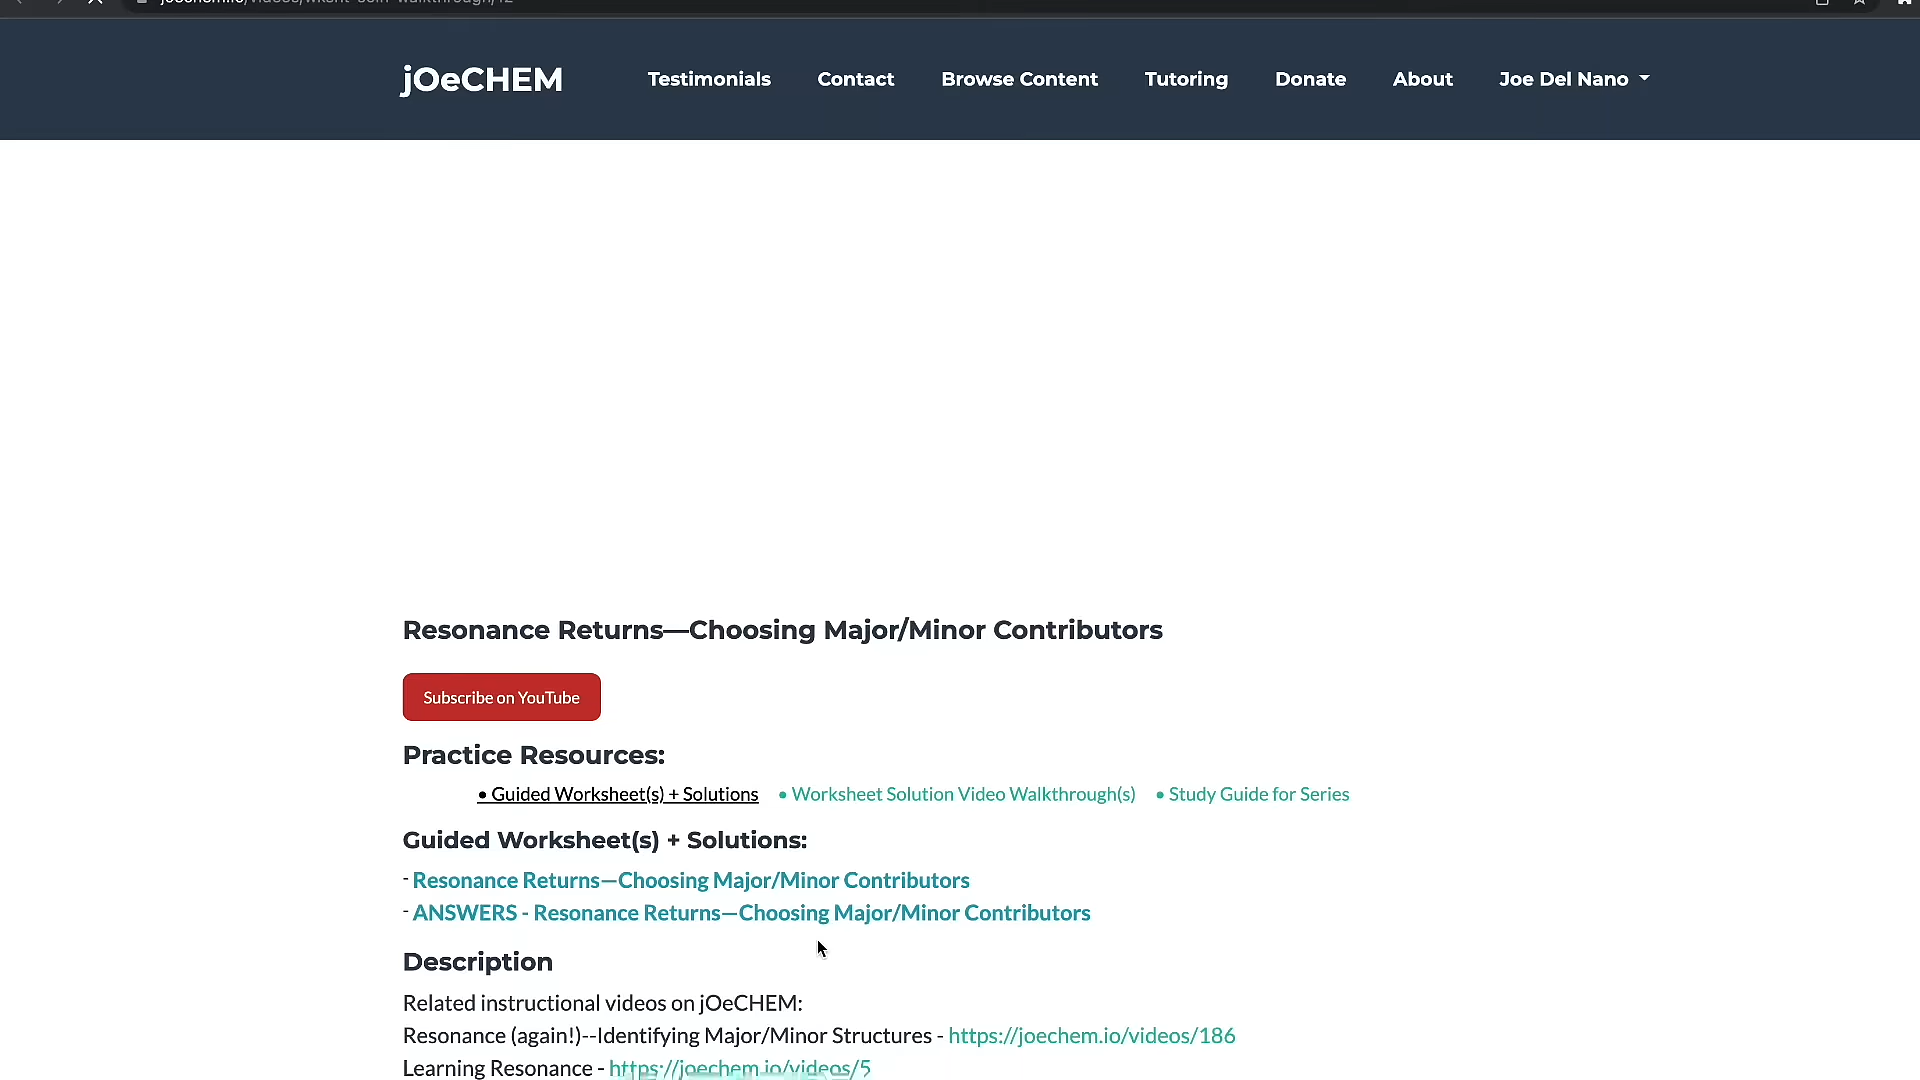 jOeCHEM Testimonials Contact Browse Content Tutoring Donate About Joe Del Nano
Resonance Returns—Choosing Major/Minor Contributors
Subscribe on YouTube
Practice Resources:
• Guided Worksheet(s) + Solutions • Worksheet Solution Video Walkthrough(s) • Study Guide for Series
Guided Worksheet(s) + Solutions:
- Resonance Returns—Choosing Major/Minor Contributors
- ANSWERS - Resonance Returns—Choosing Major/Minor Contributors
Description
Related instructional videos on jOeCHEM:
Resonance (again!)--Identifying Major/Minor Structures - https://joechem.io/videos/186
Learning Resonance - https://joechem.io/videos/5